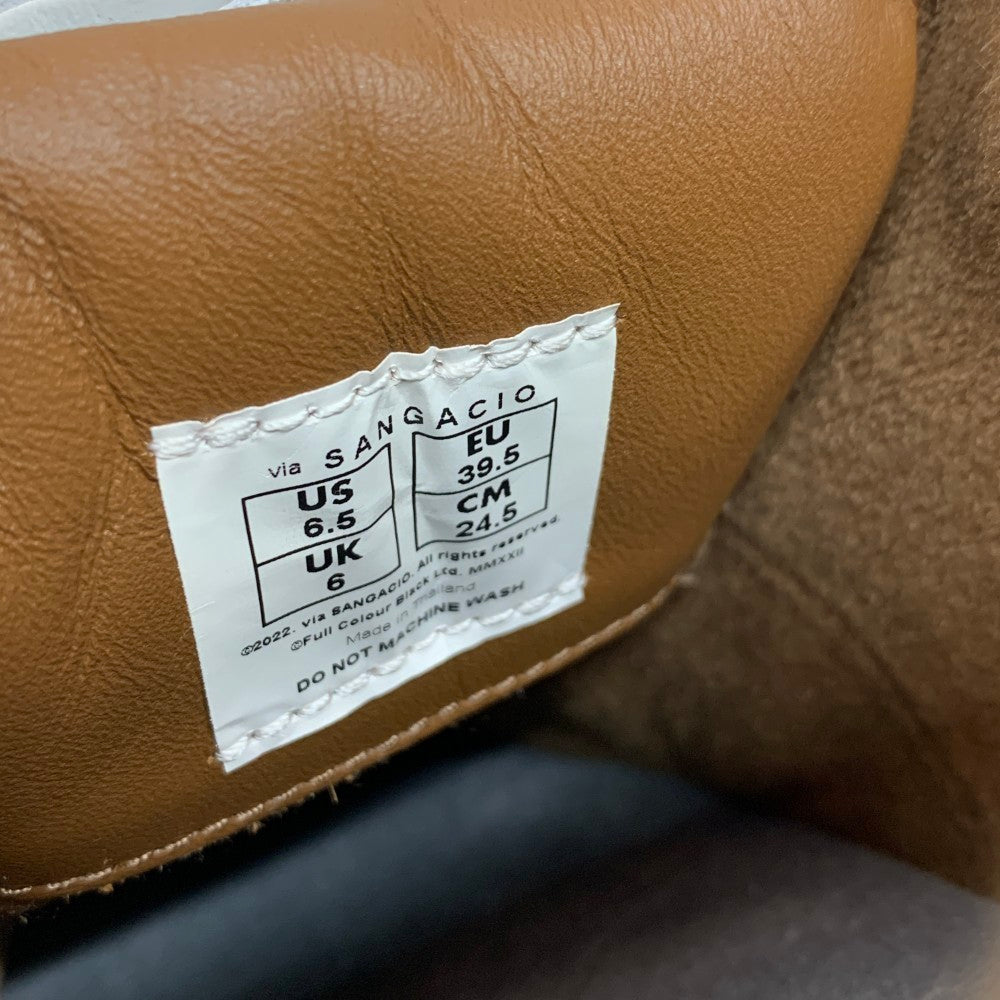 via SANGACIO
US EU
6.5 39.5
UK CM
6 24.5
©2022. via SANGACIO. All rights reserved.
©Full Colour Black Ltd. MMXXII
Made in Thailand
DO NOT MACHINE WASH